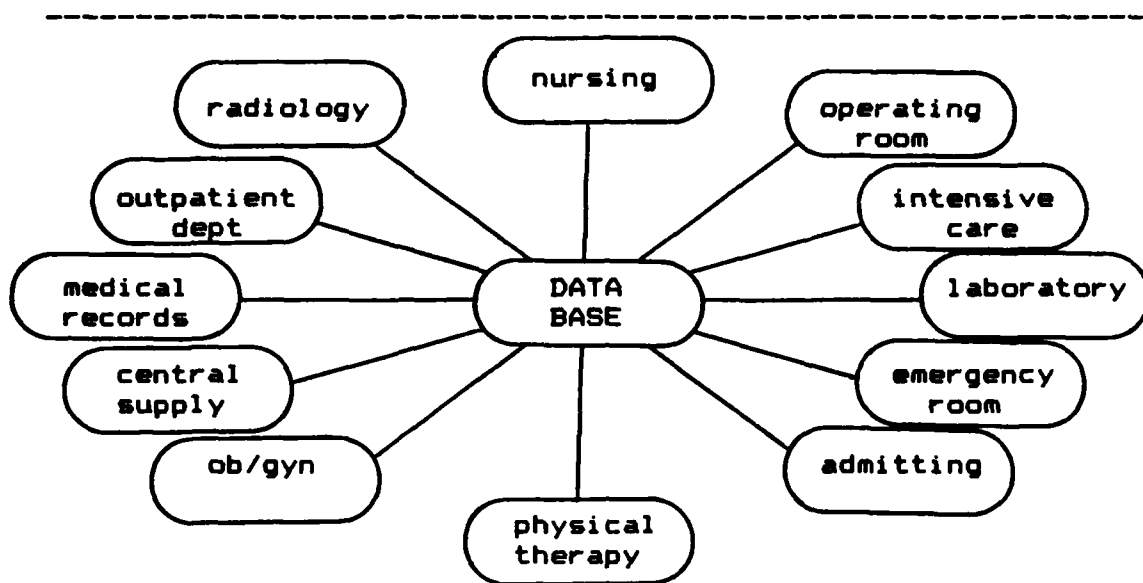 nursing
radiology
operating
room
outpatient
dept
intensive
care
medical
records
DATA
BASE
laboratory
central
supply
emergency
room
ob/gyn
admitting
physical
therapy